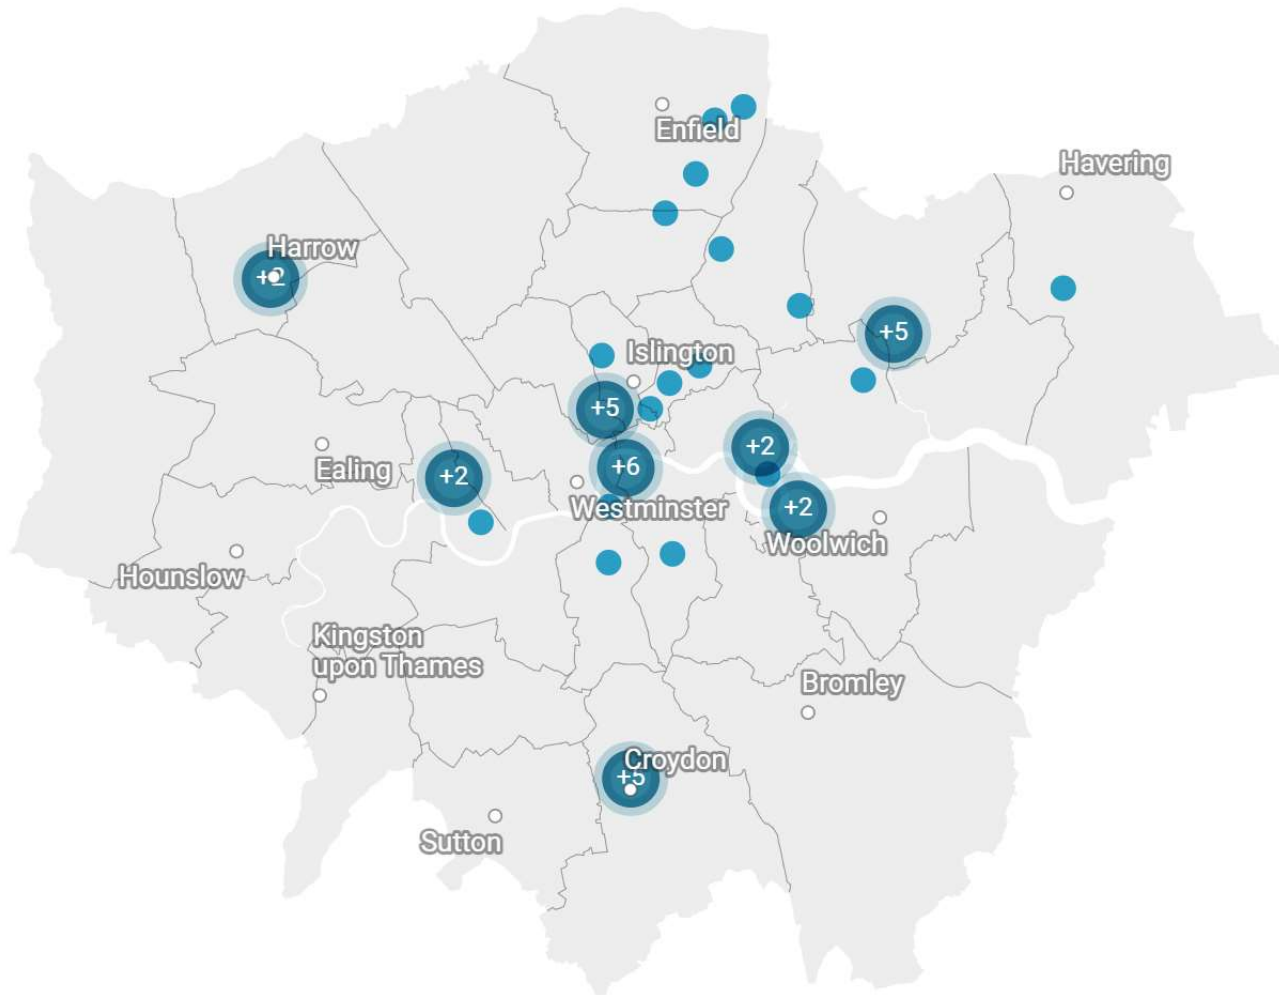 Enfield
Havering
Harrow
+2
+5
Islington
+5
+2
+6
Ealing
+2
Westminster
+2
Woolwich
Hounslow
Kingston
upon Thames
Bromley
Croydon
+5
Sutton